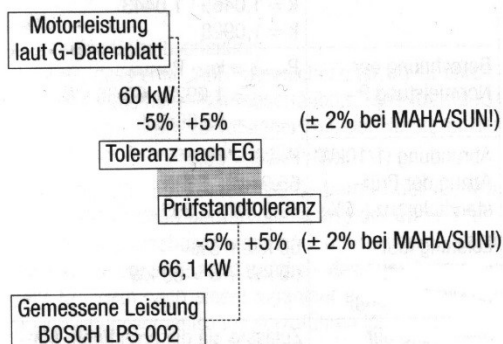 Motorleistung
laut G-Datenblatt
60 kW
-5% +5% (± 2% bei MAHA/SUN!)
Toleranz nach EG
Prüfstandtoleranz
-5% +5% (± 2% bei MAHA/SUN!)
66,1 kW
Gemessene Leistung
BOSCH LPS 002